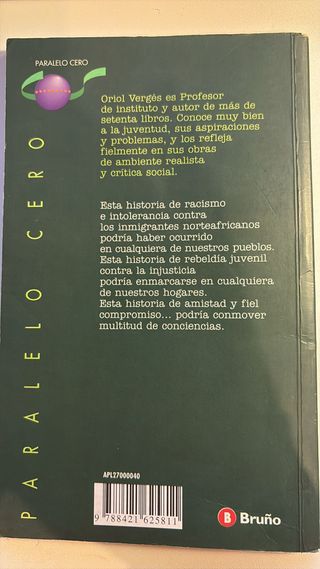 PARALELO CERO
Oriol Vergés es Profesor
de instituto y autor de más de
setenta libros. Conoce muy bien
a la juventud, sus aspiraciones
y problemas, y los refleja
fielmente en sus obras
de ambiente realista
y crítica social.
Esta historia de racismo
e intolerancia contra
los inmigrantes norteafricanos
podría haber ocurrido
en cualquiera de nuestros pueblos.
Esta historia de rebeldía juvenil
contra la injusticia
podría enmarcarse en cualquiera
de nuestros hogares.
Esta historia de amistad y fiel
compromiso... podría conmover
multitud de conciencias.
PARALELO CERO
APL27000040
9 788421 625811
B Bruño